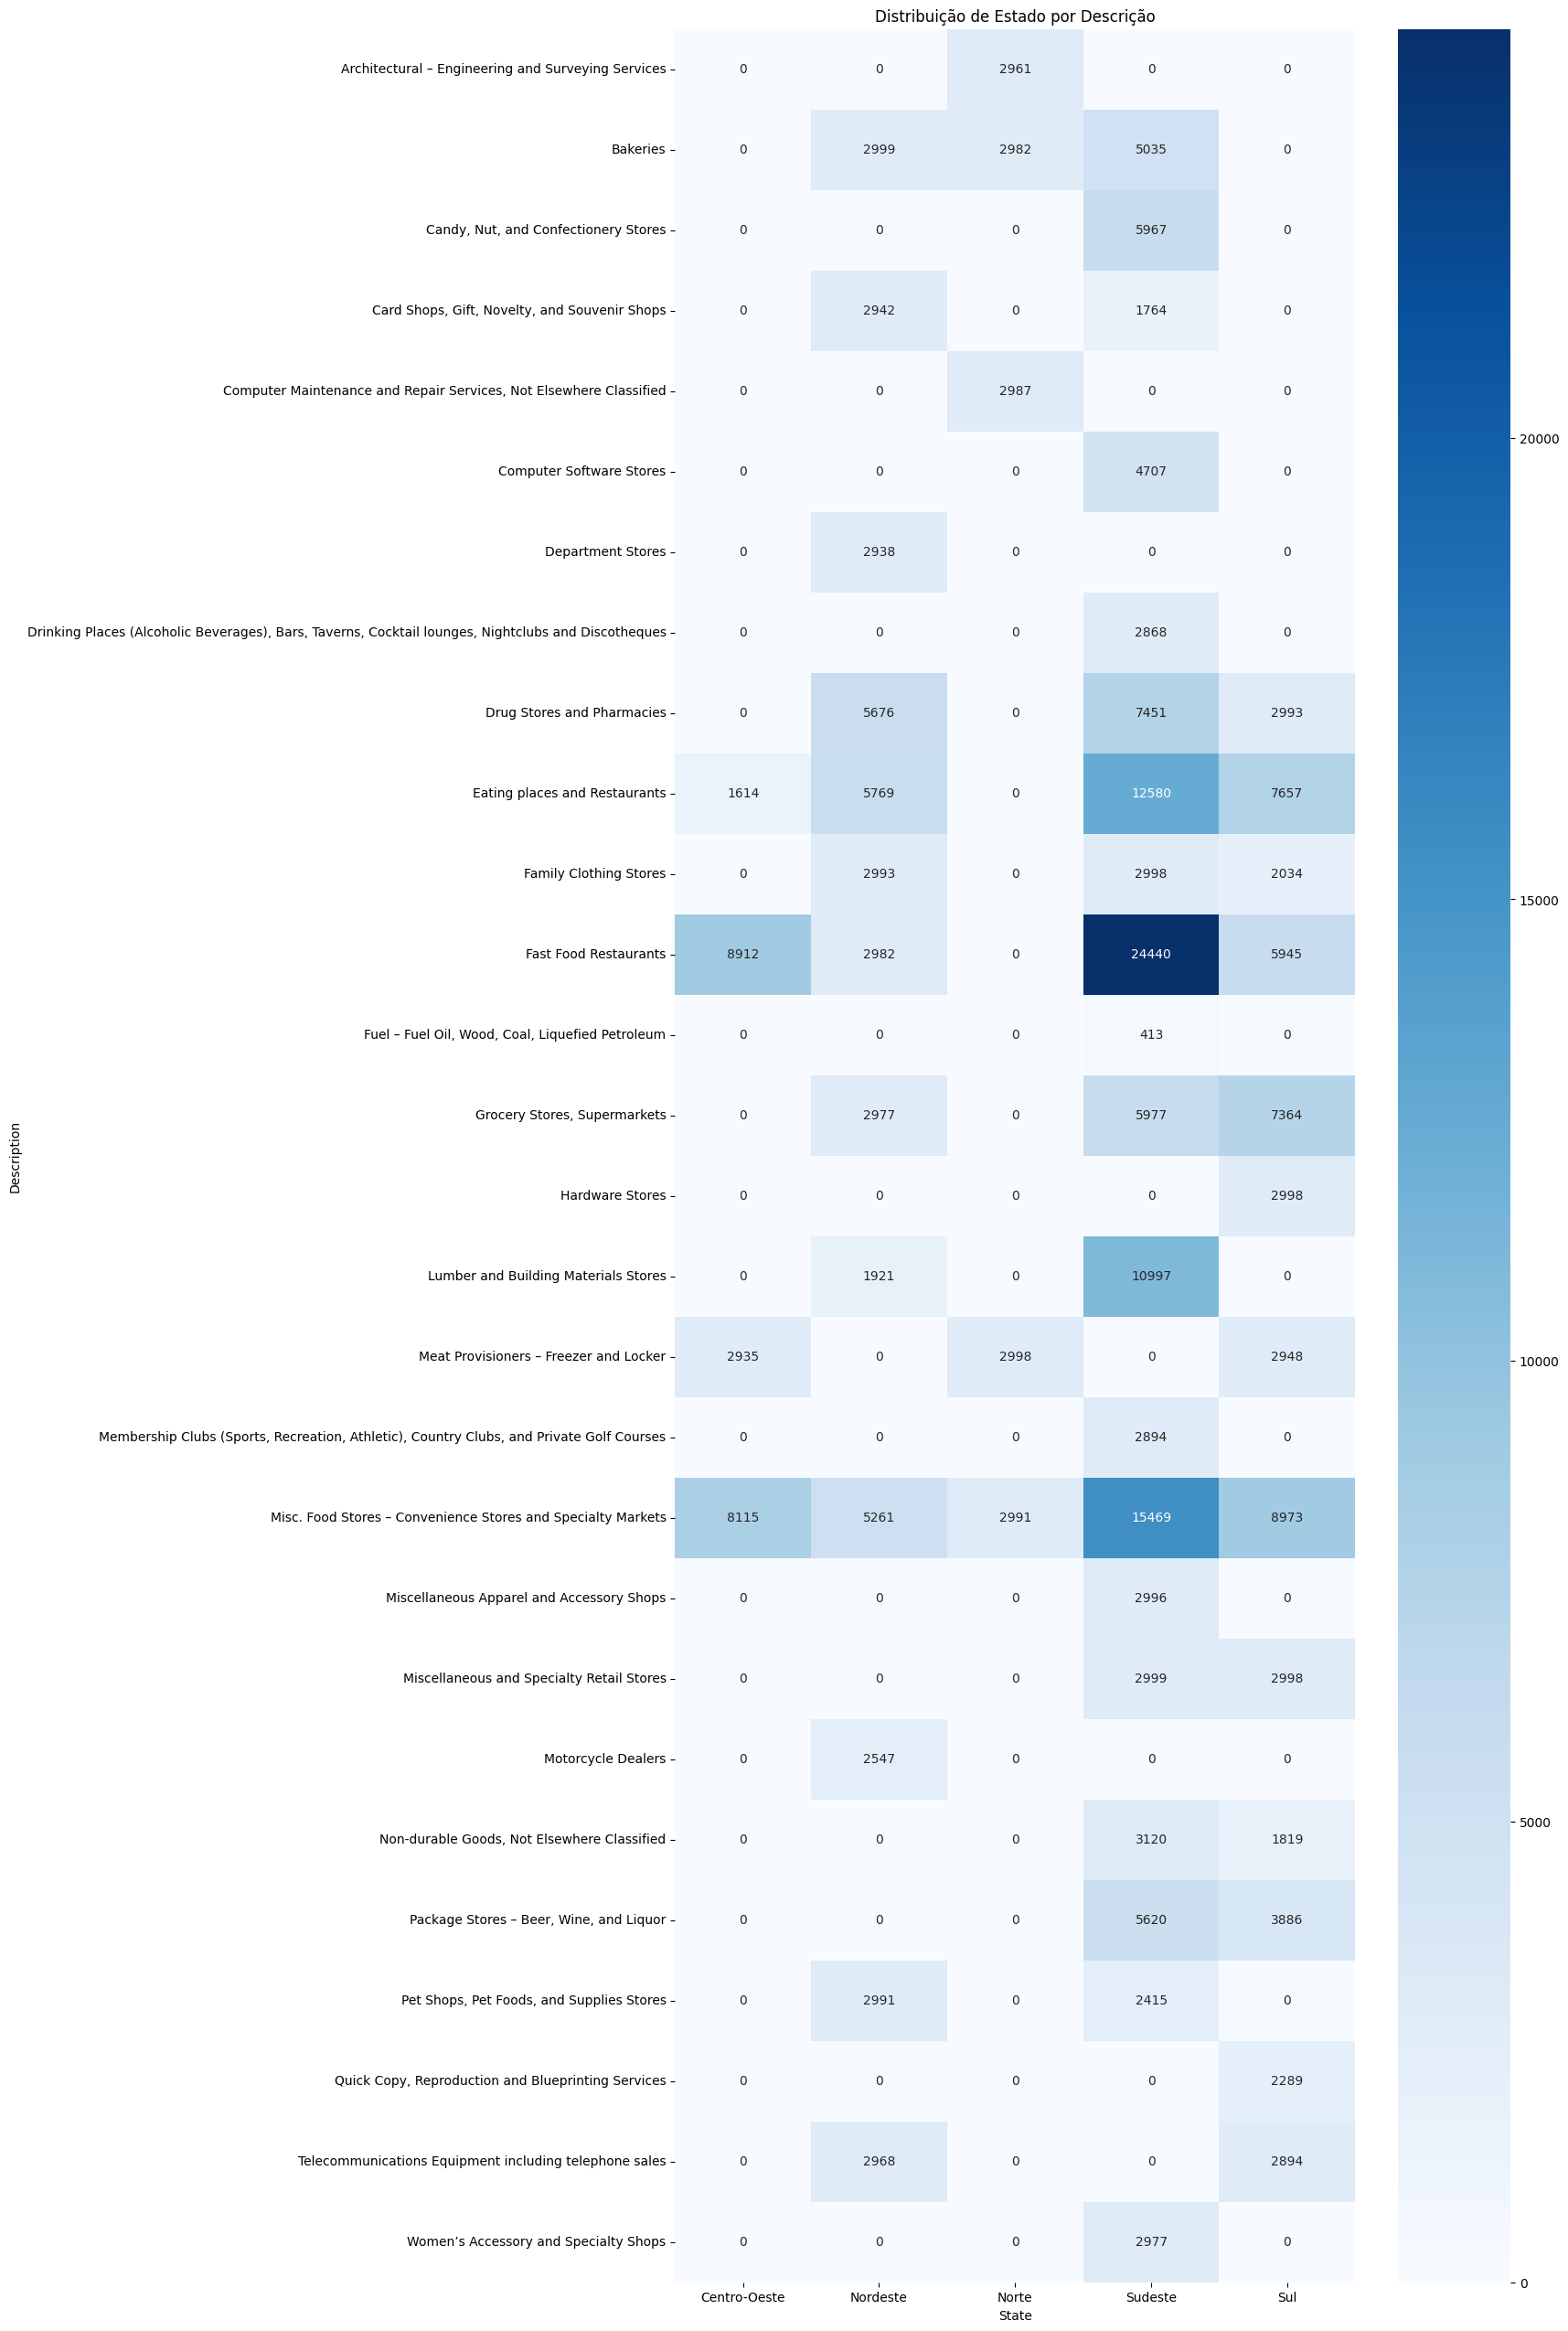 Distribuição de Estado por Descrição
Architectural – Engineering and Surveying Services 0 0 2961 0 0
Bakeries 0 2999 2982 5035 0
Candy, Nut, and Confectionery Stores 0 0 0 5967 0
Card Shops, Gift, Novelty, and Souvenir Shops 0 2942 0 1764 0
Computer Maintenance and Repair Services, Not Elsewhere Classified 0 0 2987 0 0
Computer Software Stores 0 0 0 4707 0
20000
Department Stores 0 2938 0 0 0
Drinking Places (Alcoholic Beverages), Bars, Taverns, Cocktail lounges, Nightclubs and Discotheques 0 0 0 2868 0
Drug Stores and Pharmacies 0 5676 0 7451 2993
Eating places and Restaurants 1614 5769 0 12580 7657
Family Clothing Stores 0 2993 0 2998 2034
15000
Fast Food Restaurants 8912 2982 0 24440 5945
Fuel – Fuel Oil, Wood, Coal, Liquefied Petroleum 0 0 0 413 0
Grocery Stores, Supermarkets 0 2977 0 5977 7364
Description
Hardware Stores 0 0 0 0 2998
Lumber and Building Materials Stores 0 1921 0 10997 0
Meat Provisioners – Freezer and Locker 2935 0 2998 0 2948
10000
Membership Clubs (Sports, Recreation, Athletic), Country Clubs, and Private Golf Courses 0 0 0 2894 0
Misc. Food Stores – Convenience Stores and Specialty Markets 8115 5261 2991 15469 8973
Miscellaneous Apparel and Accessory Shops 0 0 0 2996 0
Miscellaneous and Specialty Retail Stores 0 0 0 2999 2998
Motorcycle Dealers 0 2547 0 0 0
5000
Non-durable Goods, Not Elsewhere Classified 0 0 0 3120 1819
Package Stores – Beer, Wine, and Liquor 0 0 0 5620 3886
Pet Shops, Pet Foods, and Supplies Stores 0 2991 0 2415 0
Quick Copy, Reproduction and Blueprinting Services 0 0 0 0 2289
Telecommunications Equipment including telephone sales 0 2968 0 0 2894
Women’s Accessory and Specialty Shops 0 0 0 2977 0
0
Centro-Oeste Nordeste Norte Sudeste Sul
State